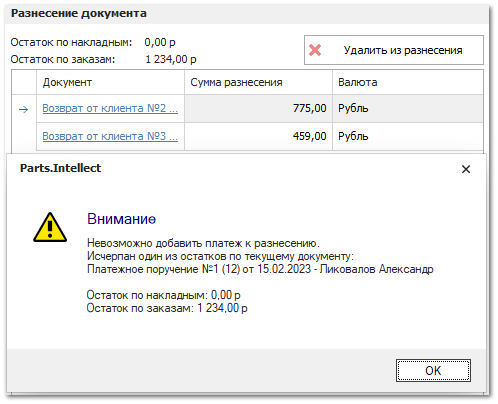 Разнесение документа
Остаток по накладным: 0,00 р
Остаток по заказам: 1 234,00 р
Удалить из разнесения
Документ Сумма разнесения Валюта
Возврат от клиента №2 ... 775,00 Рубль
Возврат от клиента №3 ... 459,00 Рубль
Parts.Intellect
Внимание
Невозможно добавить платеж к разнесению.
Исчерпан один из остатков по текущему документу:
Платежное поручение №1 (12) от 15.02.2023 - Ликовалов Александр
Остаток по накладным: 0,00 р
Остаток по заказам: 1 234,00 р
OK